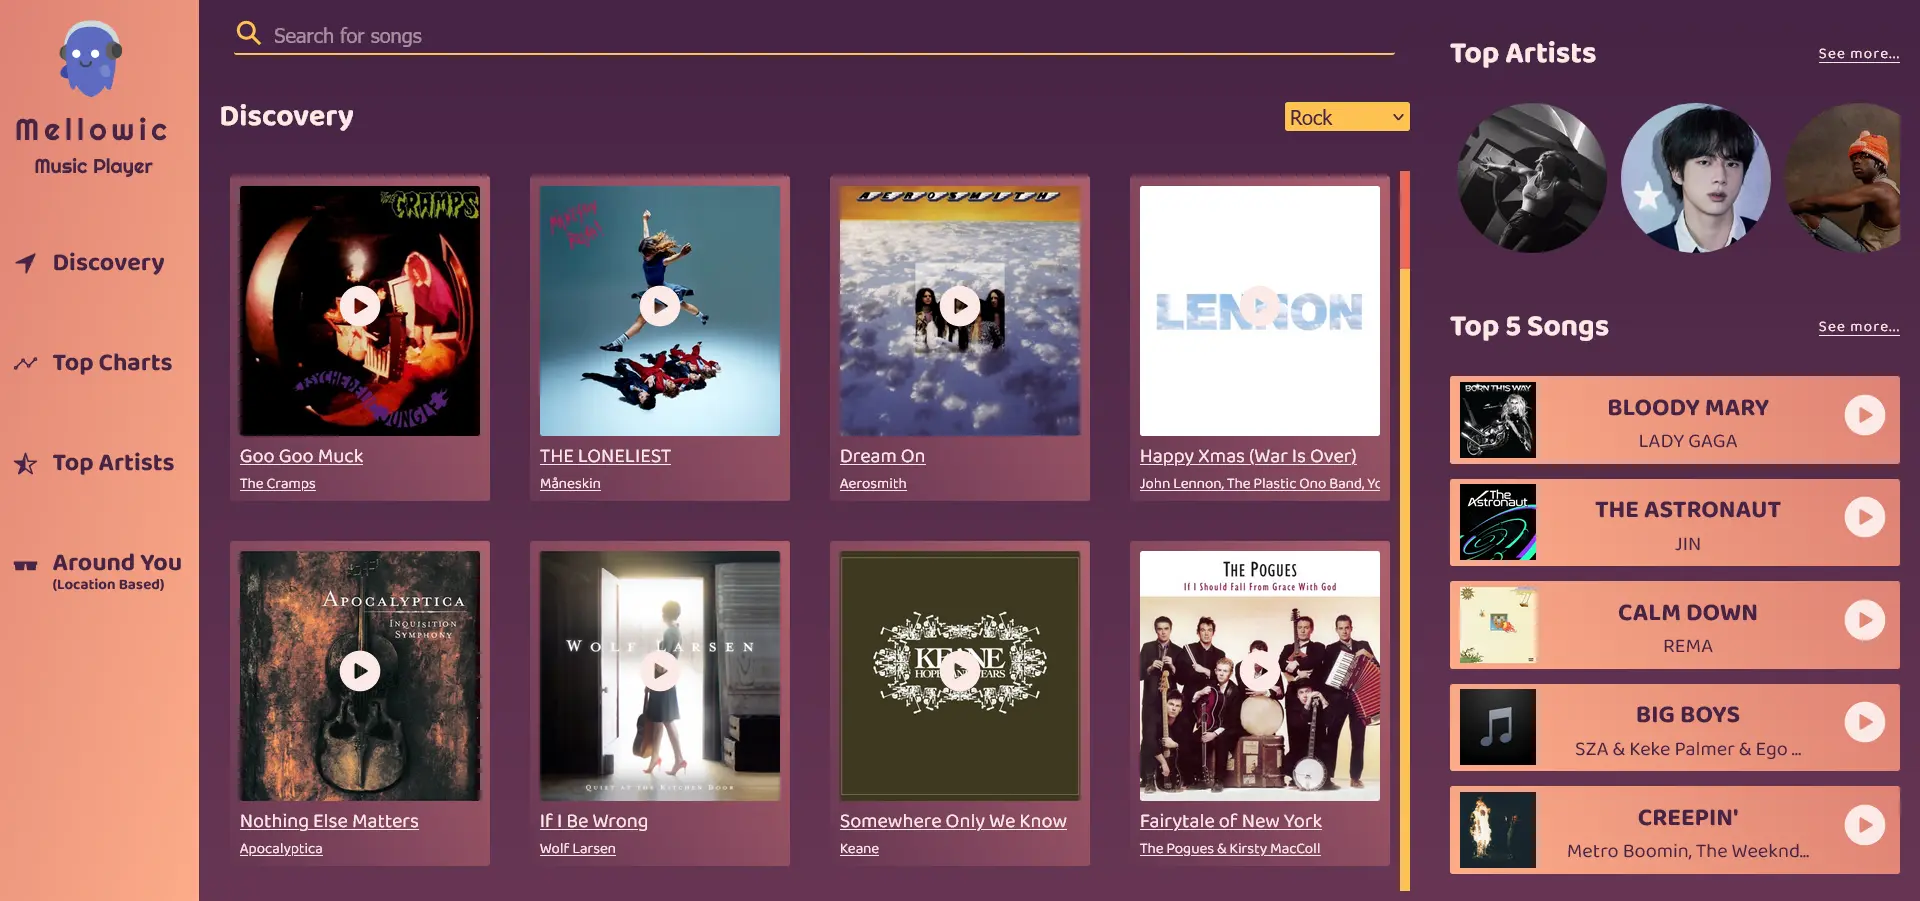 Mellowic
Music Player
Discovery
Top Charts
Top Artists
Around You
(Location Based)
Search for songs
Discovery
Rock
THE CRAMPS
PSYCHEDELIC JUNGLE
Goo Goo Muck
The Cramps
THE LONELIEST
Måneskin
AEROSMITH
Dream On
Aerosmith
LENNON
Happy Xmas (War Is Over)
John Lennon, The Plastic Ono Band, Yo
APOCALYPTICA
INQUISITION
SYMPHONY
Nothing Else Matters
Apocalyptica
WOLF LARSEN
QUIET AT THE KITCHEN DOOR
If I Be Wrong
Wolf Larsen
KEANE
Somewhere Only We Know
Keane
THE POGUES
If I Should Fall From Grace With God
Fairytale of New York
The Pogues & Kirsty MacColl
Top Artists
See more...
Top 5 Songs
See more...
BORN THIS WAY
BLOODY MARY
LADY GAGA
The
Astronaut
THE ASTRONAUT
JIN
CALM DOWN
REMA
BIG BOYS
SZA & Keke Palmer & Ego ...
CREEPIN'
Metro Boomin, The Weeknd...